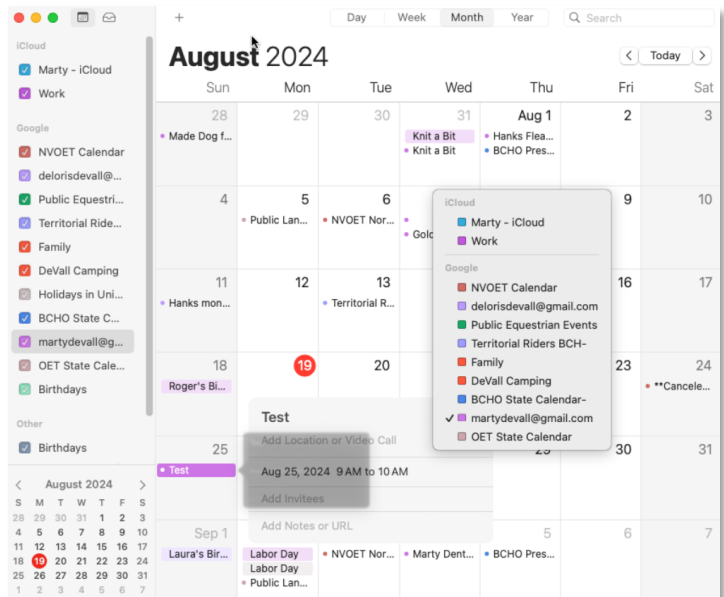 Day Week Month Year Search
iCloud
Marty - iCloud
Work
Google
NVOET Calendar
delorisdevall@...
Public Equestri...
Territorial Ride...
Family
DeVall Camping
Holidays in Uni...
BCHO State C...
martydevall@g...
OET State Cale...
Birthdays
Other
Birthdays
August 2024
S M T W T F S
28 29 30 31 1 2 3
4 5 6 7 8 9 10
11 12 13 14 15 16 17
18 19 20 21 22 23 24
25 26 27 28 29 30 31
1 2 3 4 5 6 7
August 2024
Today
Sun Mon Tue Wed Thu Fri Sat
28 29 30 31 Aug 1 2 3
Made Dog f... Knit a Bit Hanks Flea...
Knit a Bit BCHO Pres...
4 5 6 9 10
Public Lan... NVOET Nor...
Golc
11 12 13 16 17
Hanks mon... Territorial R...
18 19 20 23 24
Roger's Bi... **Cancele...
25 29 30 31
Test
Sep 1 5 6 7
Laura's Bir... Labor Day NVOET Nor... Marty Dent... BCHO Pres...
Labor Day
Public Lan...
iCloud
Marty - iCloud
Work
Google
NVOET Calendar
delorisdevall@gmail.com
Public Equestrian Events
Territorial Riders BCH-
Family
DeVall Camping
BCHO State Calendar-
martydevall@gmail.com
OET State Calendar
Test
Add Location or Video Call
Aug 25, 2024 9 AM to 10 AM
Add Invitees
Add Notes or URL